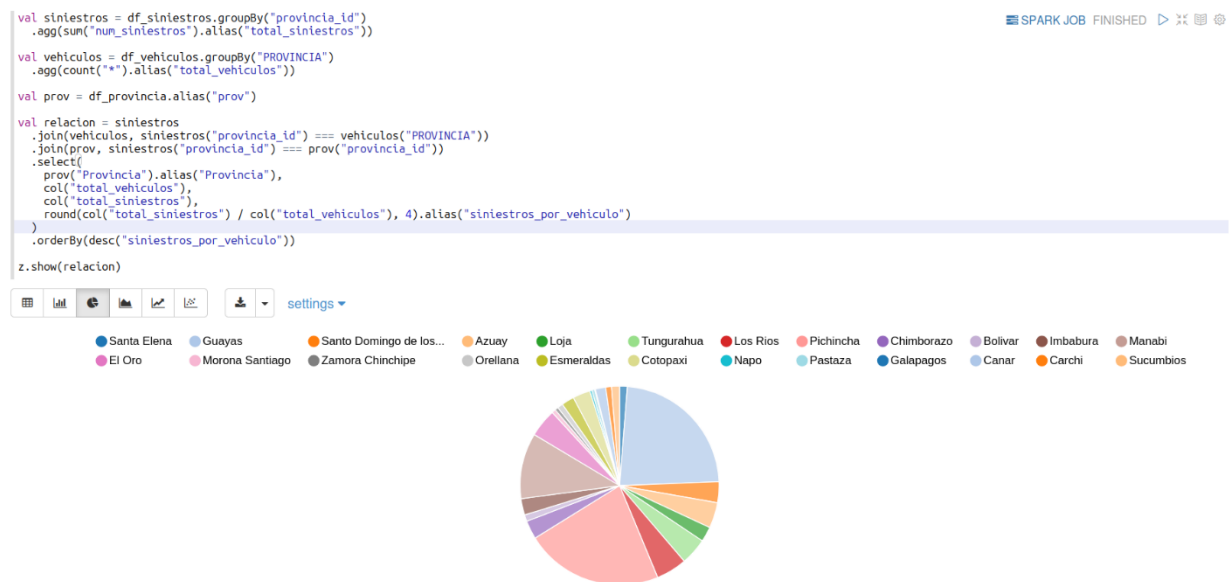 val siniestros = df_siniestros.groupBy("provincia_id")
.agg(sum("num_siniestros").alias("total_siniestros"))
SPARK JOB FINISHED
val vehiculos = df_vehiculos.groupBy("PROVINCIA")
.agg(count("*").alias("total_vehiculos"))
val prov = df_provincia.alias("prov")
val relacion = siniestros
.join(vehiculos, siniestros("provincia_id") === vehiculos("PROVINCIA"))
.join(prov, siniestros("provincia_id") === prov("provincia_id"))
.select(
prov("Provincia").alias("Provincia"),
col("total_vehiculos"),
col("total_siniestros"),
round(col("total_siniestros") / col("total_vehiculos"), 4).alias("siniestros_por_vehiculo")
)
.orderBy(desc("siniestros_por_vehiculo"))
z.show(relacion)
settings
Santa Elena Guayas Santo Domingo de los... Azuay Loja Tungurahua Los Rios Pichincha Chimborazo Bolivar Imbabura Manabi
El Oro Morona Santiago Zamora Chinchipe Orellana Esmeraldas Cotopaxi Napo Pastaza Galapagos Canar Carchi Sucumbios